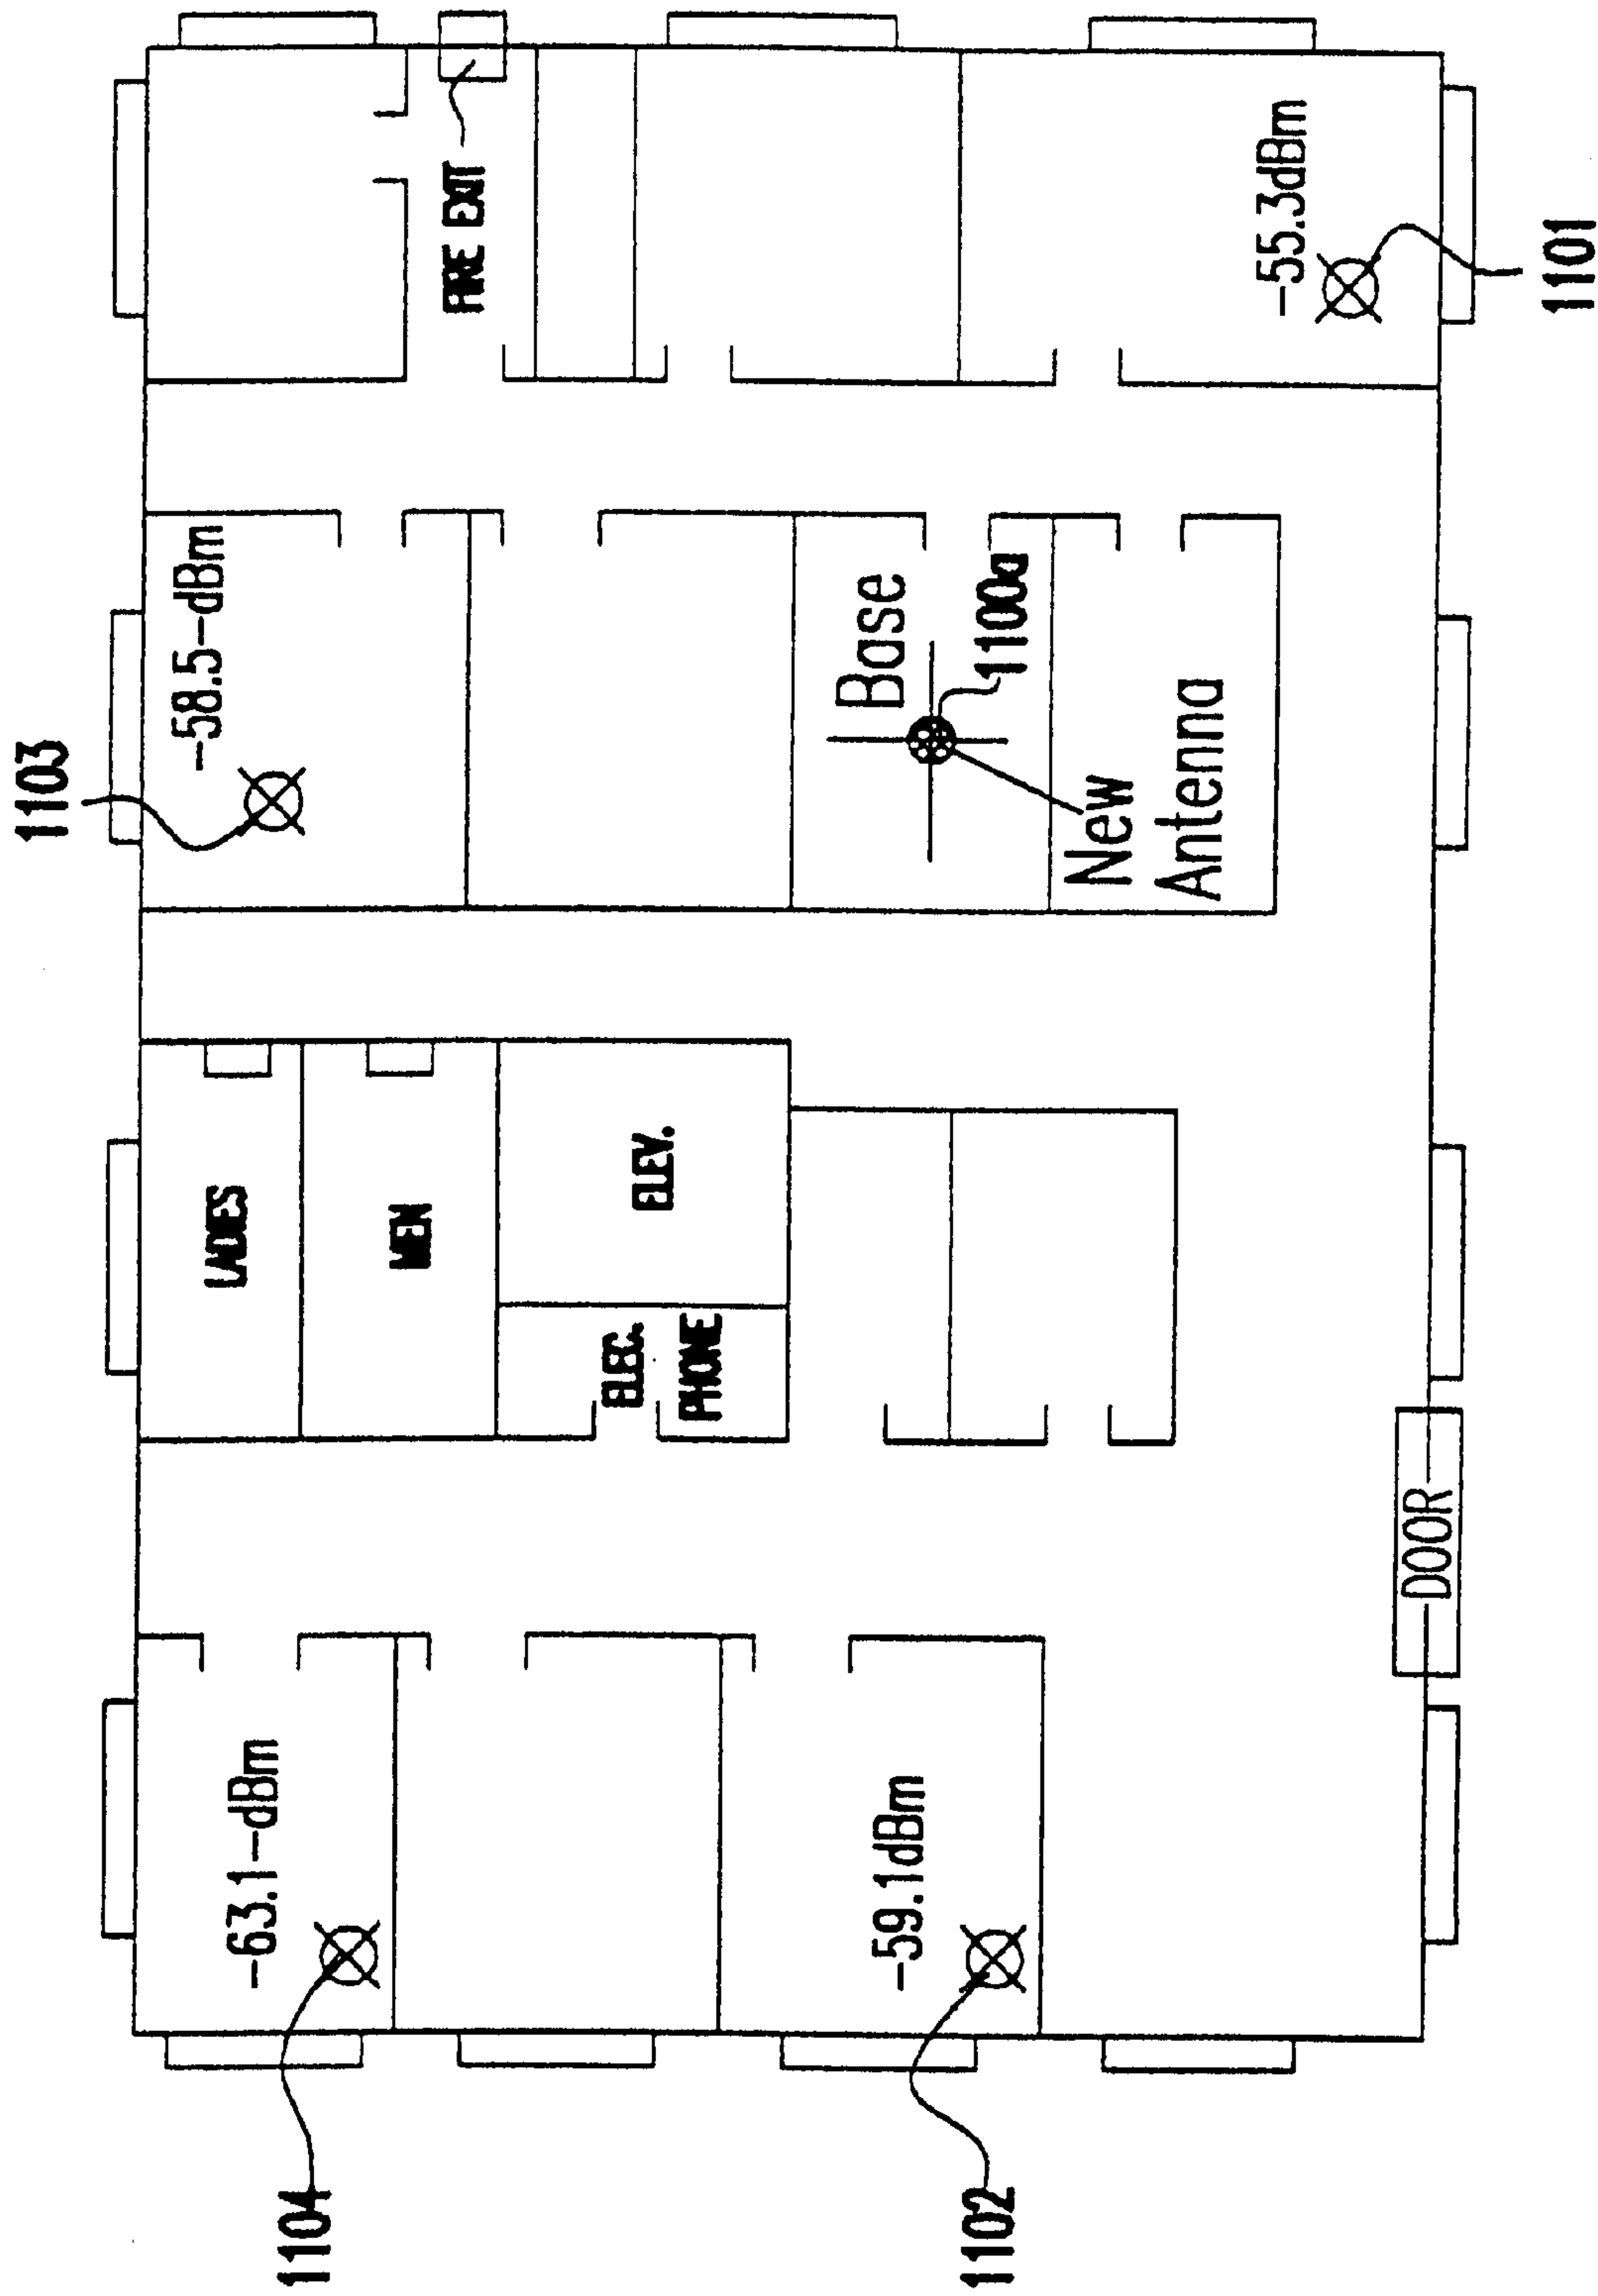 1103
-58.5-dBm
LADIES
-63.1-dBm
1104
MEN
FIRE EXIT
ELEC.
PHONE
ELEV.
Base
-59.1dBm
1102
1100a
New
Antenna
-55.3dBm
DOOR
1101